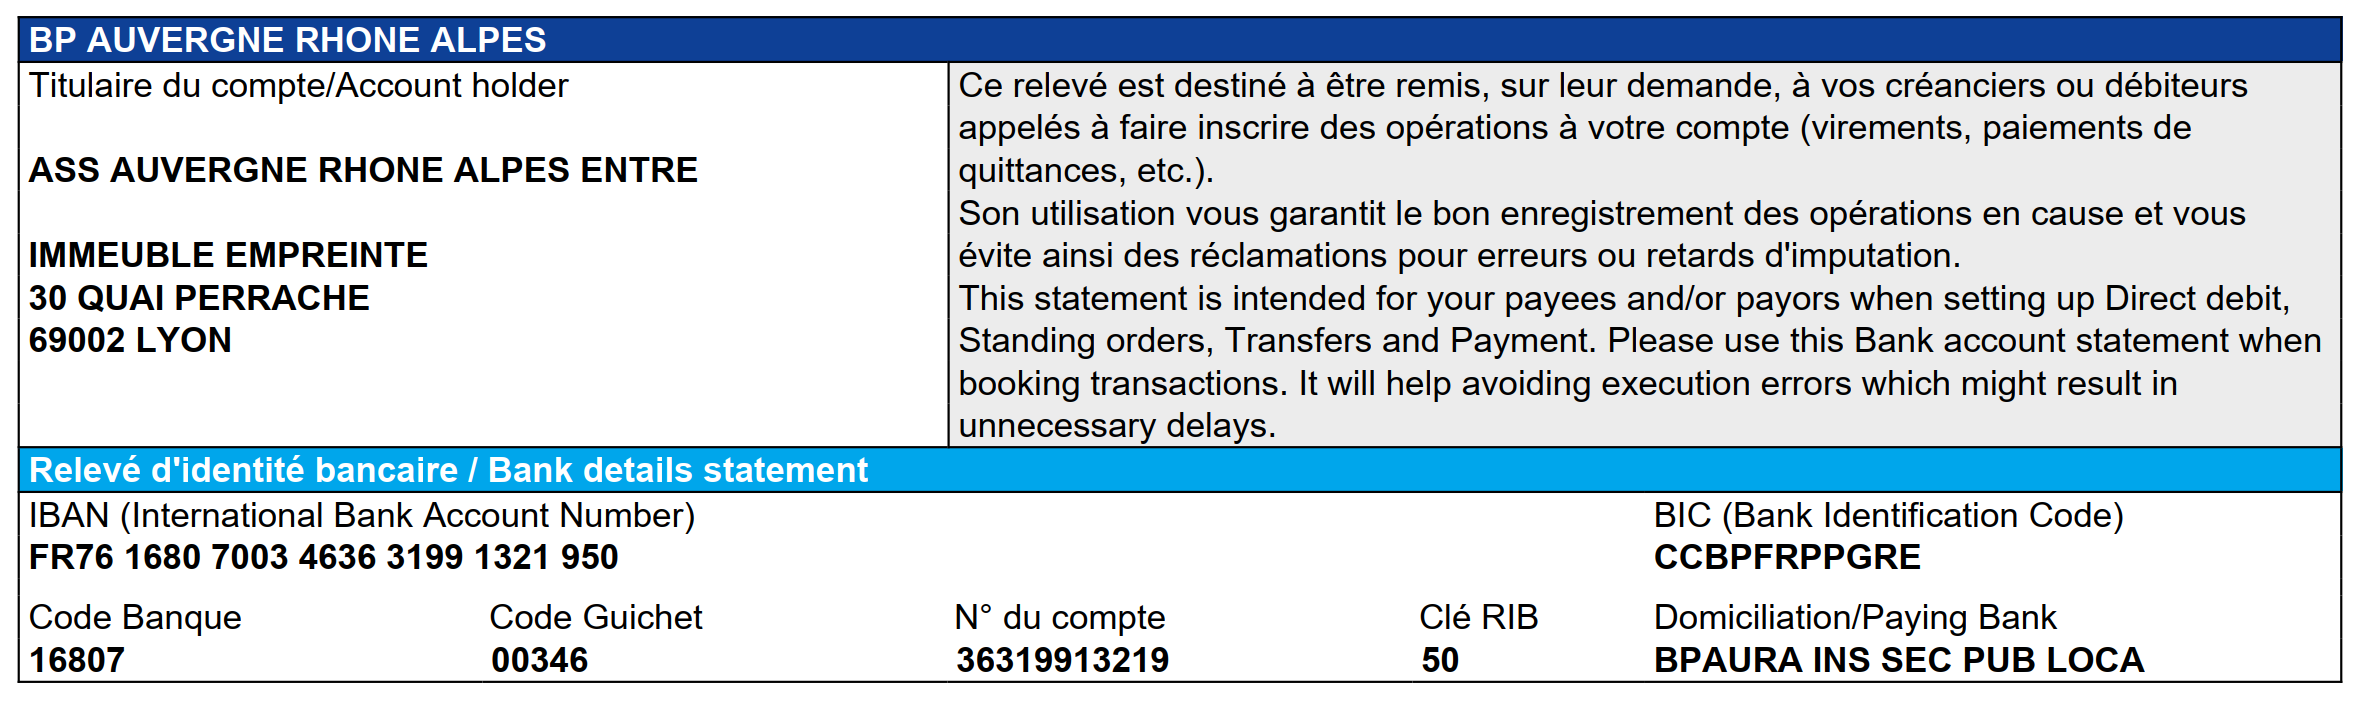 BP AUVERGNE RHONE ALPES
Titulaire du compte/Account holder
ASS AUVERGNE RHONE ALPES ENTRE
IMMEUBLE EMPREINTE
30 QUAI PERRACHE
69002 LYON
Ce relevé est destiné à être remis, sur leur demande, à vos créanciers ou débiteurs
appelés à faire inscrire des opérations à votre compte (virements, paiements de
quittances, etc.).
Son utilisation vous garantit le bon enregistrement des opérations en cause et vous
évite ainsi des réclamations pour erreurs ou retards d'imputation.
This statement is intended for your payees and/or payors when setting up Direct debit,
Standing orders, Transfers and Payment. Please use this Bank account statement when
booking transactions. It will help avoiding execution errors which might result in
unnecessary delays.
Relevé d'identité bancaire / Bank details statement
IBAN (International Bank Account Number)
FR76 1680 7003 4636 3199 1321 950
BIC (Bank Identification Code)
CCBPFRPPGRE
Code Banque
16807
Code Guichet
00346
N° du compte
36319913219
Clé RIB
50
Domiciliation/Paying Bank
BPAURA INS SEC PUB LOCA